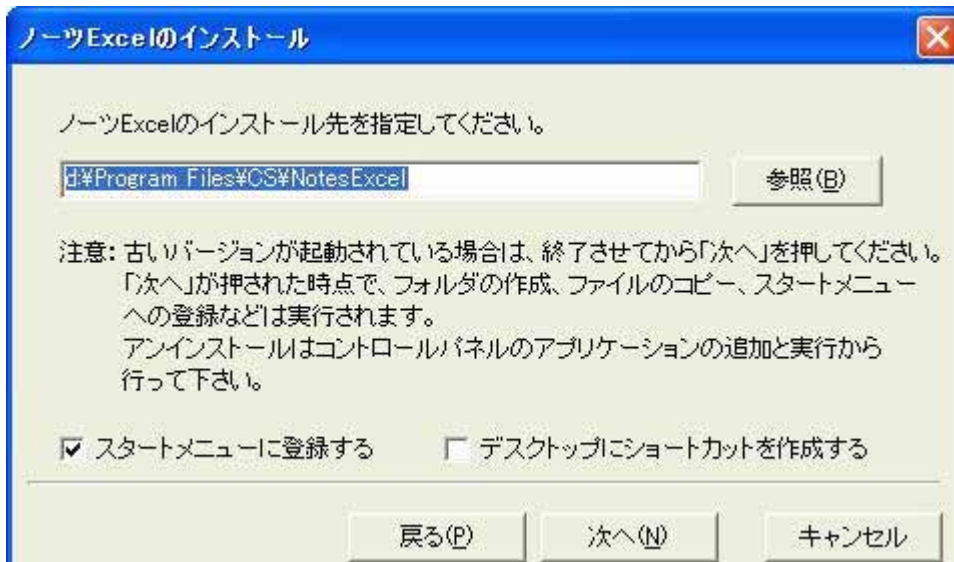 ノーツExcelのインストール
ノーツExcelのインストール先を指定してください。
d:¥Program Files¥CS¥NotesExcel
参照(B)
注意: 古いバージョンが起動されている場合は、終了させてから「次へ」を押してください。
「次へ」が押された時点で、フォルダの作成、ファイルのコピー、スタートメニュー
への登録などは実行されます。
アンインストールはコントロールパネルのアプリケーションの追加と実行から
行って下さい。
スタートメニューに登録する
デスクトップにショートカットを作成する
戻る(P)
次へ(N)
キャンセル